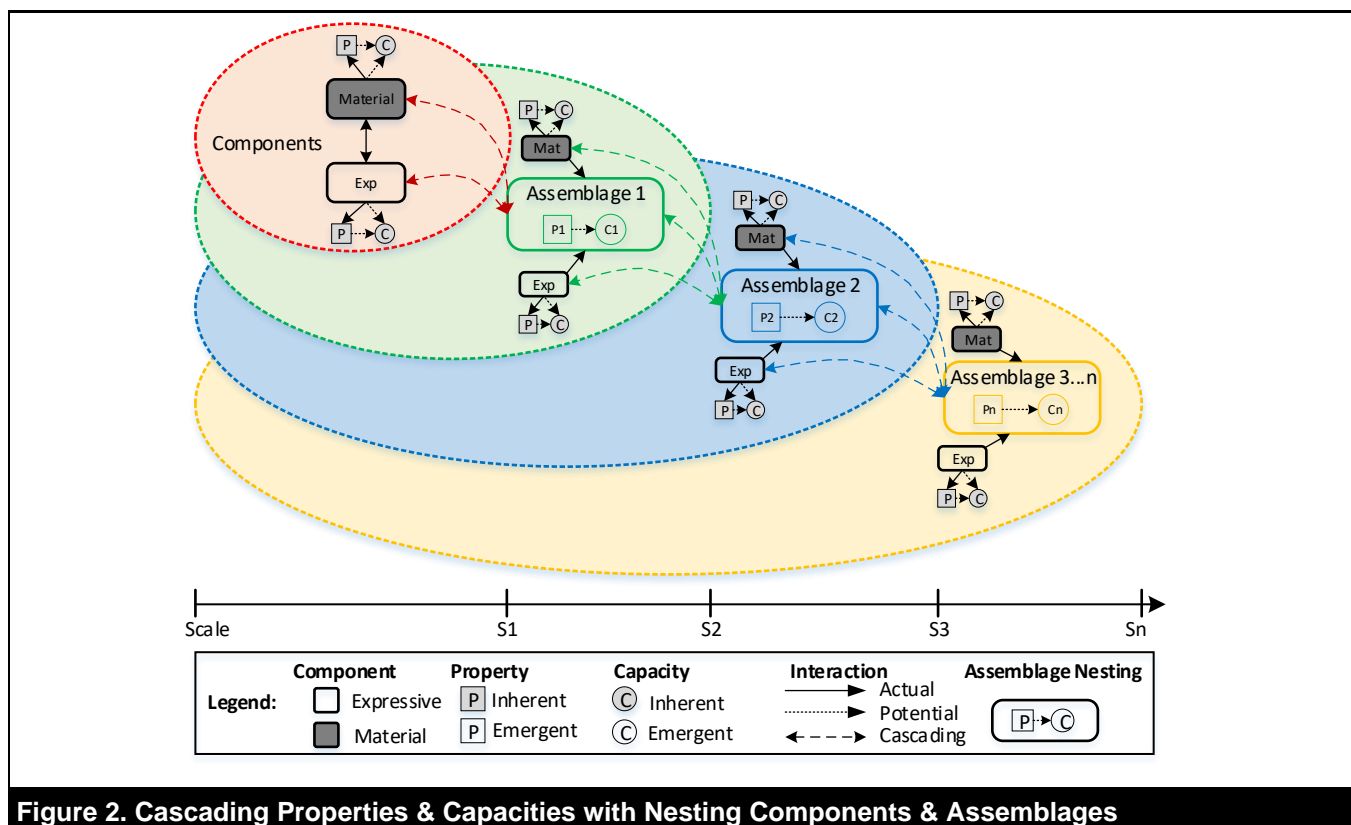 P C
Material
Components
Exp
P C
P C
Mat
Assemblage 1
P1 C1
Exp
P C
P C
Mat
Assemblage 2
P2 C2
Exp
P C
P C
Mat
Assemblage 3...n
Pn Cn
Exp
P C
Scale S1 S2 S3 Sn
Component Property Capacity Interaction Assemblage Nesting
Legend: Expressive P Inherent C Inherent Actual
Potential P C
Material P Emergent C Emergent Cascading
Figure 2. Cascading Properties & Capacities with Nesting Components & Assemblages